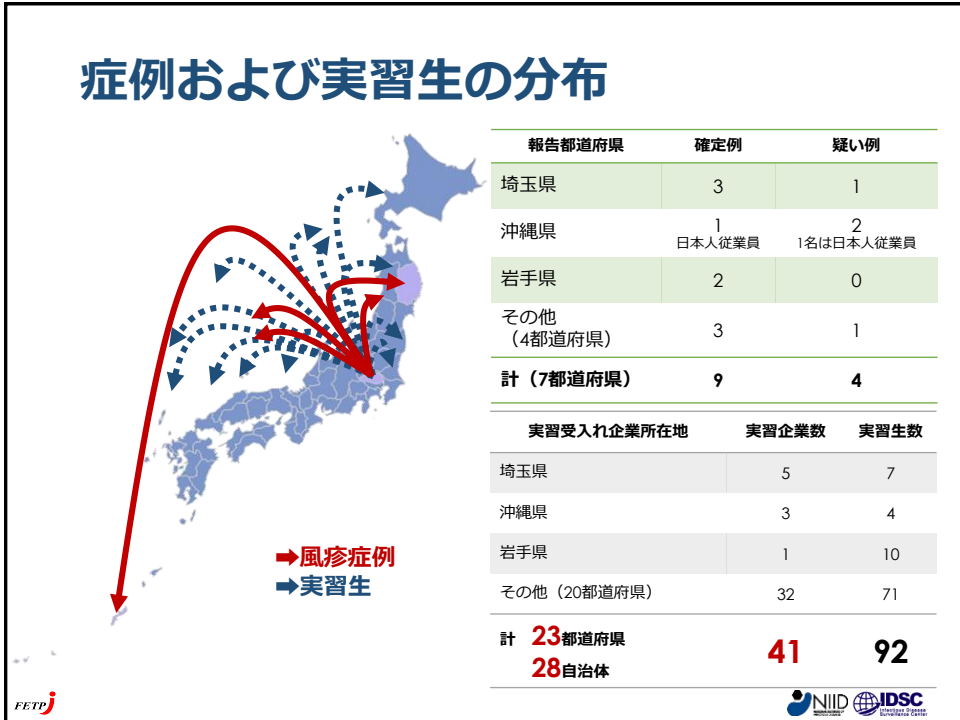 症例および実習生の分布
報告都道府県 確定例 疑い例
埼玉県 3 1
沖縄県 1 2
日本人従業員 1名は日本人従業員
岩手県 2 0
その他
（4都道府県） 3 1
計（7都道府県） 9 4
実習受入れ企業所在地 実習企業数 実習生数
埼玉県 5 7
沖縄県 3 4
岩手県 1 10
その他（20都道府県） 32 71
計 23都道府県 41 92
28自治体
➡風疹症例
➡実習生
FETP J
NIID IDSC
Infectious Disease
Surveillance Center